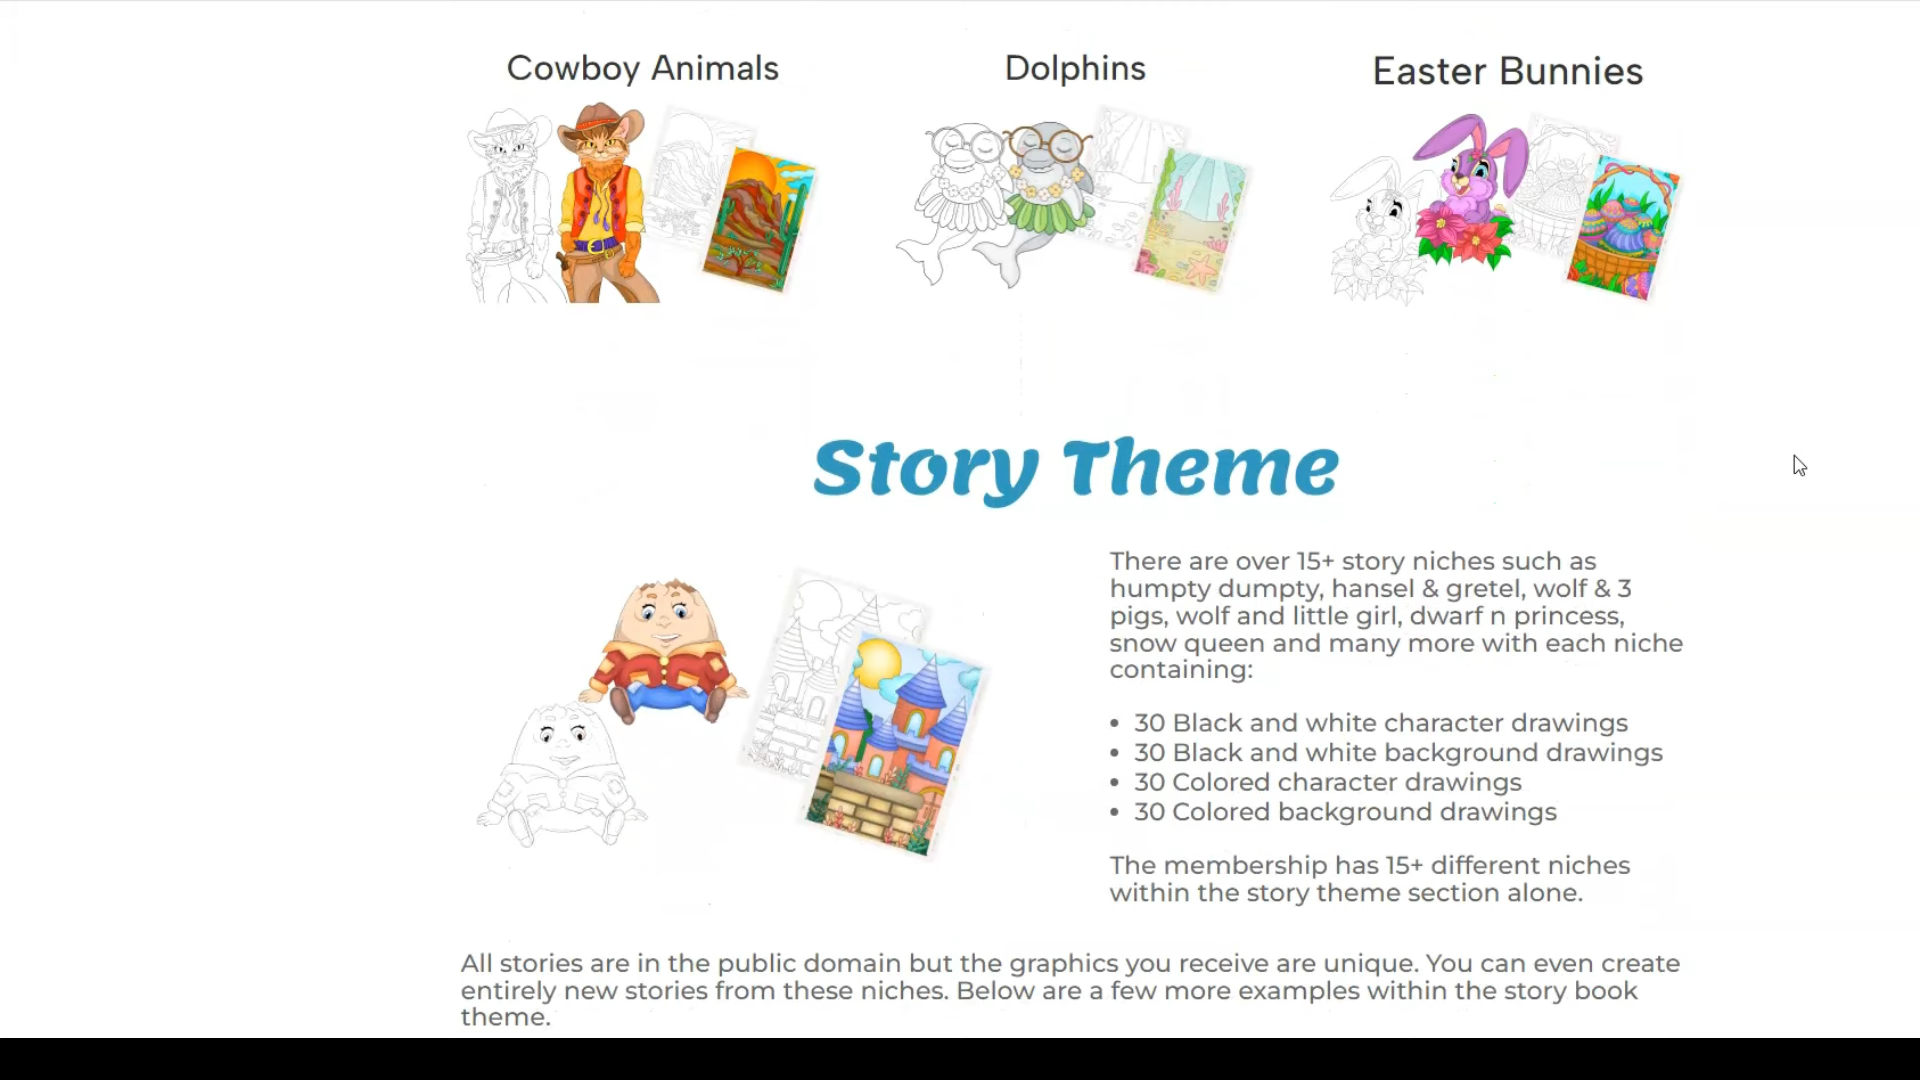 Cowboy Animals
Dolphins
Easter Bunnies
Story Theme
There are over 15+ story niches such as
humpty dumpty, hansel & gretel, wolf & 3
pigs, wolf and little girl, dwarf n princess,
snow queen and many more with each niche
containing:
• 30 Black and white character drawings
• 30 Black and white background drawings
• 30 Colored character drawings
• 30 Colored background drawings
The membership has 15+ different niches
within the story theme section alone.
All stories are in the public domain but the graphics you receive are unique. You can even create
entirely new stories from these niches. Below are a few more examples within the story book
theme.